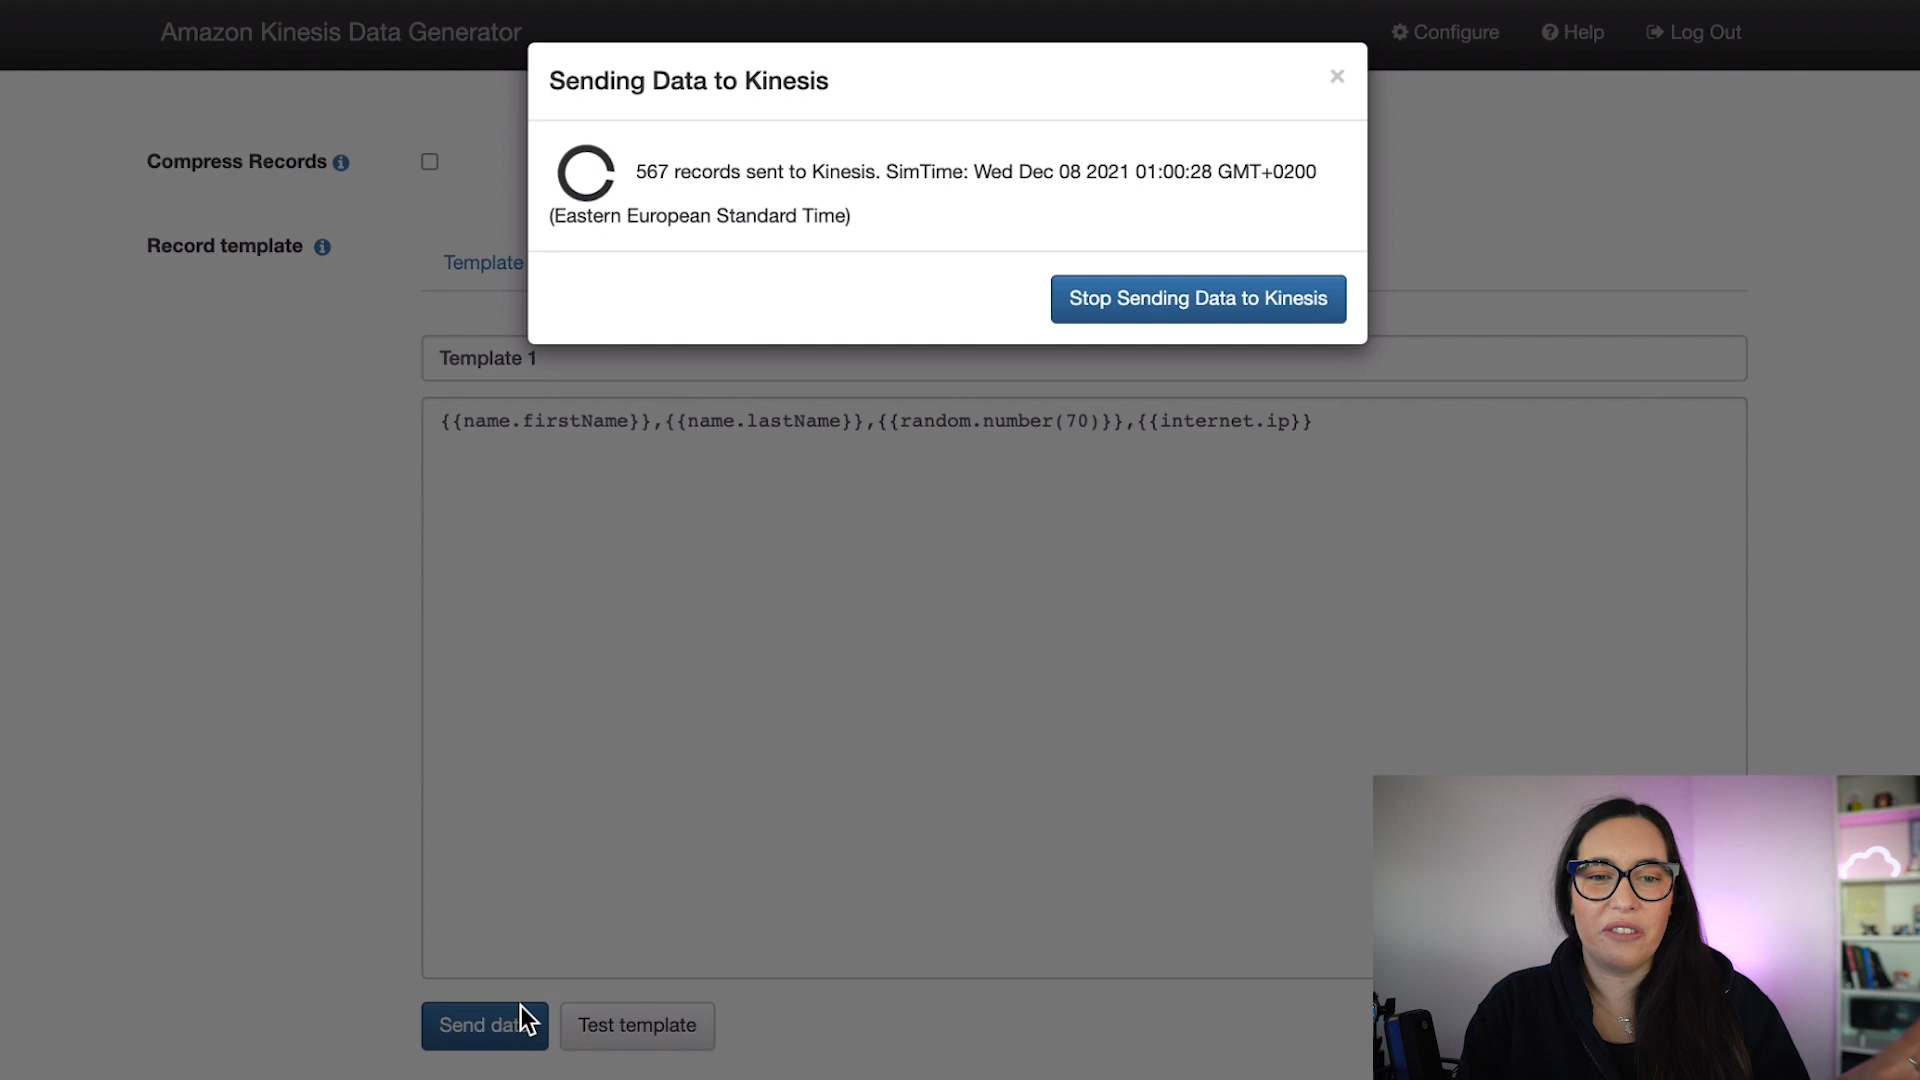 Amazon Kinesis Data Generator
Configure
Help
Log Out
Sending Data to Kinesis
×
567 records sent to Kinesis. SimTime: Wed Dec 08 2021 01:00:28 GMT+0200
(Eastern European Standard Time)
Stop Sending Data to Kinesis
Compress Records
Record template
Template
Template 1
{{name.firstName}},{{name.lastName}},{{random.number(70)}},{{internet.ip}}
Send dat
Test template